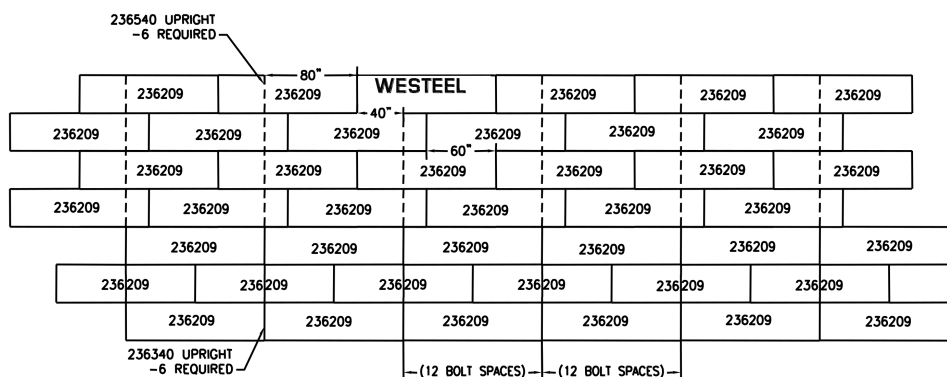 236540 UPRIGHT
-6 REQUIRED
80"
WESTEEL
236209 236209 236209 236209 236209
40"
236209 236209 236209 236209 236209 236209
60"
236209 236209 236209 236209 236209 236209
236209 236209 236209 236209 236209 236209
236209 236209 236209 236209 236209 236209
236209 236209 236209 236209 236209 236209
236209 236209 236209 236209 236209 236209
236340 UPRIGHT
-6 REQUIRED
(12 BOLT SPACES) (12 BOLT SPACES)